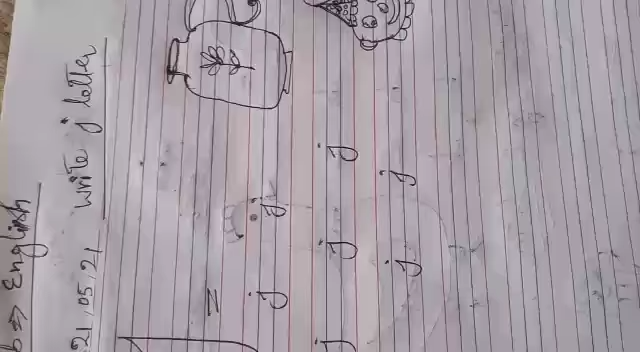 b => English
21.05.21 write j letter
N
j j
j j j
j j